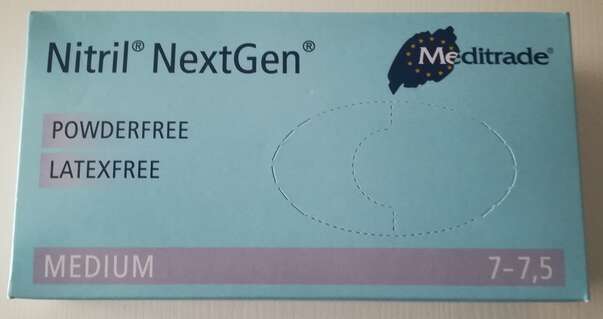 Nitril® NextGen®
Meditrade®
POWDERFREE
LATEXFREE
MEDIUM 7-7,5